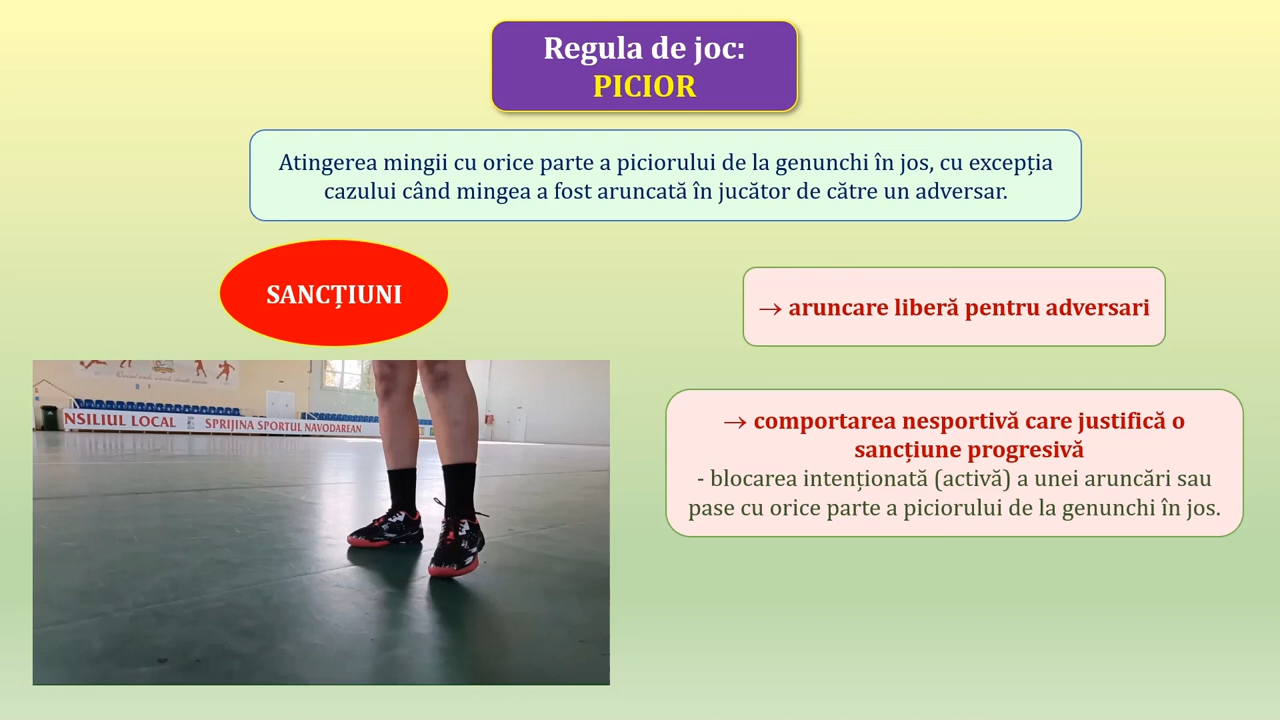 Regula de joc:
PICIOR
Atingerea mingii cu orice parte a piciorului de la genunchi în jos, cu excepția
cazului când mingea a fost aruncată în jucător de către un adversar.
SANCȚIUNI
→ aruncare liberă pentru adversari
→ comportarea nesportivă care justifică o
sancțiune progresivă
- blocarea intenționată (activă) a unei aruncări sau
pase cu orice parte a piciorului de la genunchi în jos.
NSILIUL LOCAL
SPRIJINA SPORTUL NAVODAREAN